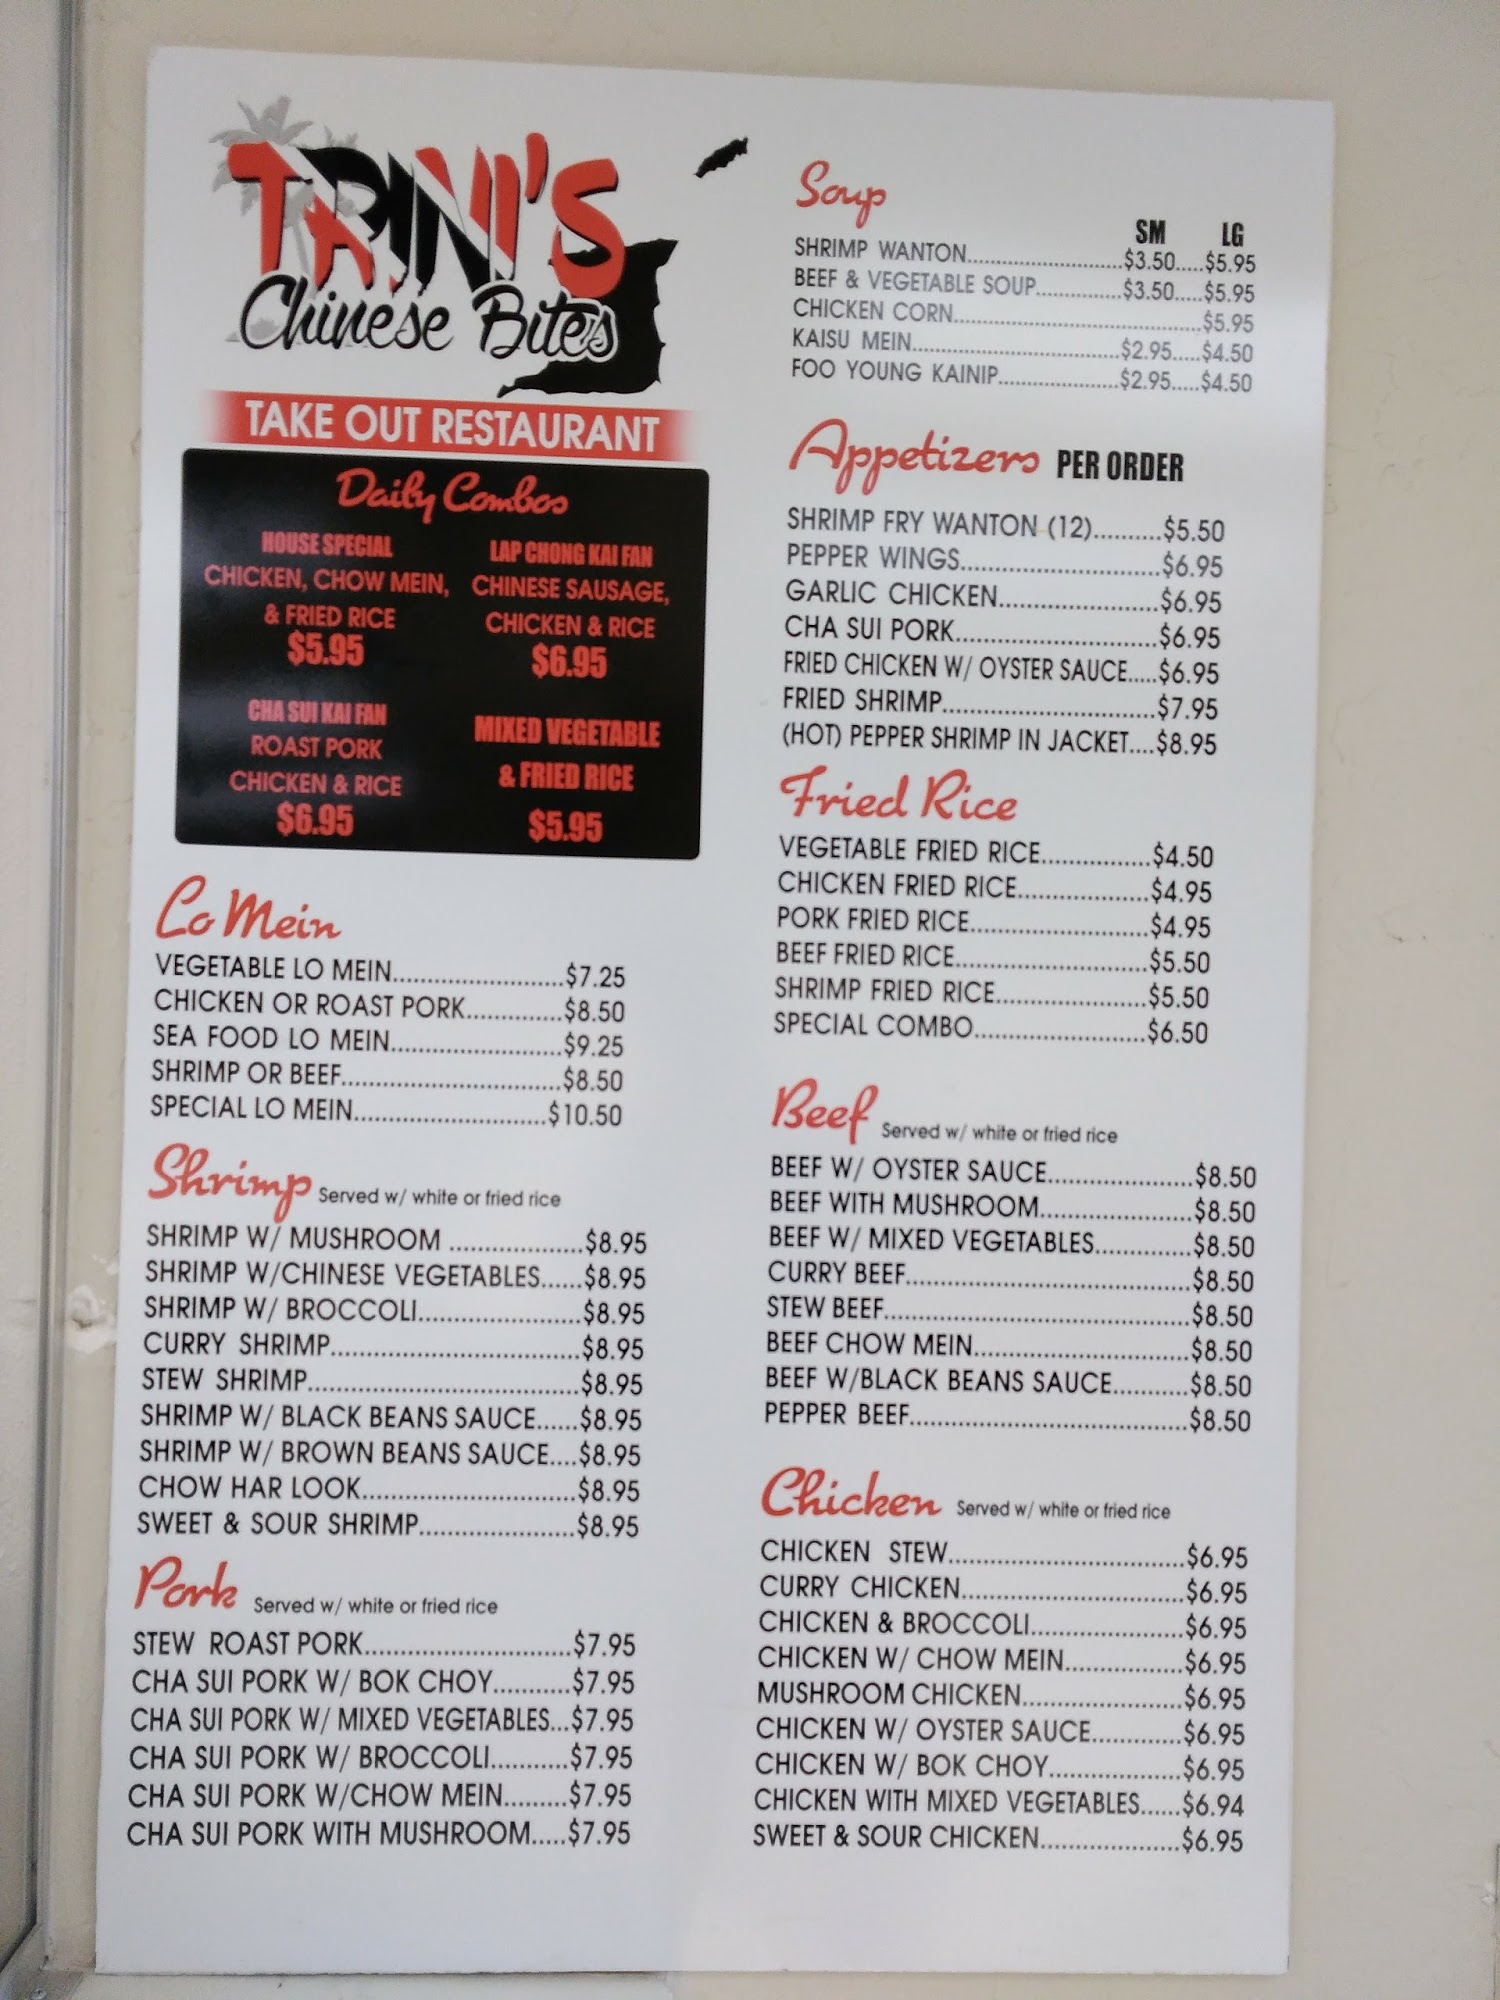 TRINI'S
Chinese Bites
TAKE OUT RESTAURANT
Daily Combos
HOUSE SPECIAL
CHICKEN, CHOW MEIN,
& FRIED RICE
$5.95
LAP CHONG KAI FAN
CHINESE SAUSAGE,
CHICKEN & RICE
$6.95
CHA SUI KAI FAN
ROAST PORK
CHICKEN & RICE
$6.95
MIXED VEGETABLE
& FRIED RICE
$5.95
Lo Mein
VEGETABLE LO MEIN........................$7.25
CHICKEN OR ROAST PORK.............$8.50
SEA FOOD LO MEIN........................$9.25
SHRIMP OR BEEF...............................$8.50
SPECIAL LO MEIN...........................$10.50
Shrimp Served w/ white or fried rice
SHRIMP W/ MUSHROOM ...................$8.95
SHRIMP W/CHINESE VEGETABLES......$8.95
SHRIMP W/ BROCCOLI.......................$8.95
CURRY SHRIMP...................................$8.95
STEW SHRIMP......................................$8.95
SHRIMP W/ BLACK BEANS SAUCE......$8.95
SHRIMP W/ BROWN BEANS SAUCE....$8.95
CHOW HAR LOOK..............................$8.95
SWEET & SOUR SHRIMP......................$8.95
Pork Served w/ white or fried rice
STEW ROAST PORK.............................$7.95
CHA SUI PORK W/ BOK CHOY...........$7.95
CHA SUI PORK W/ MIXED VEGETABLES...$7.95
CHA SUI PORK W/ BROCCOLI...........$7.95
CHA SUI PORK W/CHOW MEIN.........$7.95
CHA SUI PORK WITH MUSHROOM.....$7.95
Soup
SM LG
SHRIMP WANTON............................$3.50.....$5.95
BEEF & VEGETABLE SOUP...............$3.50.....$5.95
CHICKEN CORN............................................$5.95
KAISU MEIN.....................................$2.95.....$4.50
FOO YOUNG KAINIP.....................$2.95.....$4.50
Appetizers PER ORDER
SHRIMP FRY WANTON (12)..........$5.50
PEPPER WINGS.............................$6.95
GARLIC CHICKEN.......................$6.95
CHA SUI PORK.............................$6.95
FRIED CHICKEN W/ OYSTER SAUCE.....$6.95
FRIED SHRIMP...............................$7.95
(HOT) PEPPER SHRIMP IN JACKET....$8.95
Fried Rice
VEGETABLE FRIED RICE................$4.50
CHICKEN FRIED RICE...................$4.95
PORK FRIED RICE..........................$4.95
BEEF FRIED RICE............................$5.50
SHRIMP FRIED RICE......................$5.50
SPECIAL COMBO.........................$6.50
Beef Served w/ white or fried rice
BEEF W/ OYSTER SAUCE.....................$8.50
BEEF WITH MUSHROOM......................$8.50
BEEF W/ MIXED VEGETABLES..............$8.50
CURRY BEEF.........................................$8.50
STEW BEEF............................................$8.50
BEEF CHOW MEIN...............................$8.50
BEEF W/BLACK BEANS SAUCE...........$8.50
PEPPER BEEF........................................$8.50
Chicken Served w/ white or fried rice
CHICKEN STEW..................................$6.95
CURRY CHICKEN................................$6.95
CHICKEN & BROCCOLI......................$6.95
CHICKEN W/ CHOW MEIN.................$6.95
MUSHROOM CHICKEN.......................$6.95
CHICKEN W/ OYSTER SAUCE.............$6.95
CHICKEN W/ BOK CHOY...................$6.95
CHICKEN WITH MIXED VEGETABLES......$6.94
SWEET & SOUR CHICKEN....................$6.95